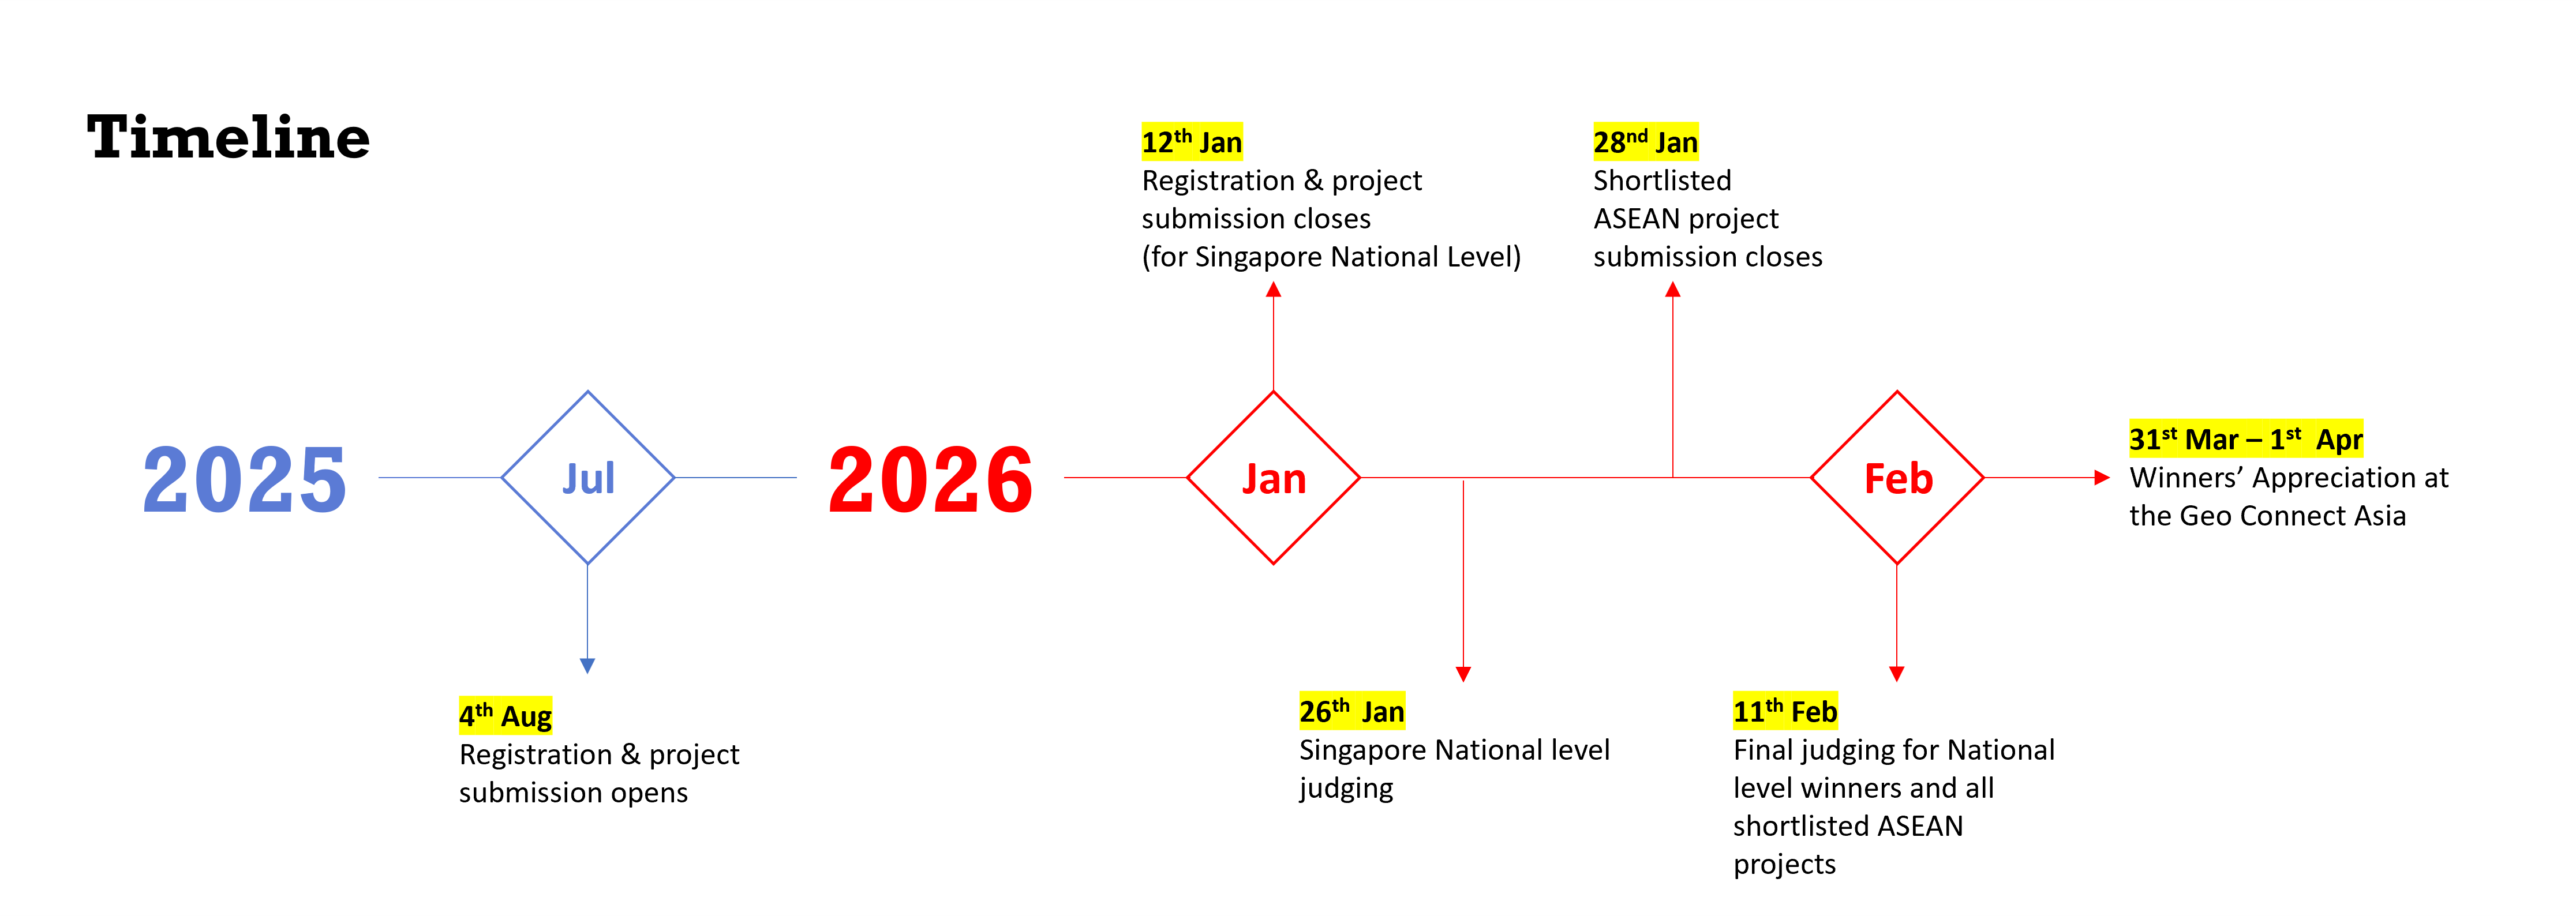 Timeline
2025
Jul
4th Aug
Registration & project
submission opens
2026
Jan
12th Jan
Registration & project
submission closes
(for Singapore National Level)
26th  Jan
Singapore National level
judging
28nd Jan
Shortlisted
ASEAN project
submission closes
Feb
11th Feb
Final judging for National
level winners and all
shortlisted ASEAN
projects
31st Mar – 1st  Apr
Winners’ Appreciation at
the Geo Connect Asia